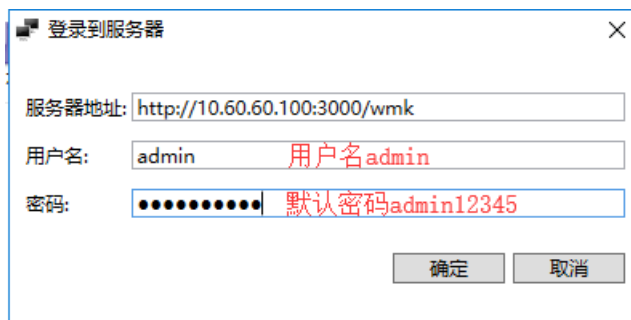 登录到服务器
服务器地址: http://10.60.60.100:3000/wmk
用户名: admin 用户名admin
密码: ●●●●●●●●●● 默认密码admin12345
确定 取消